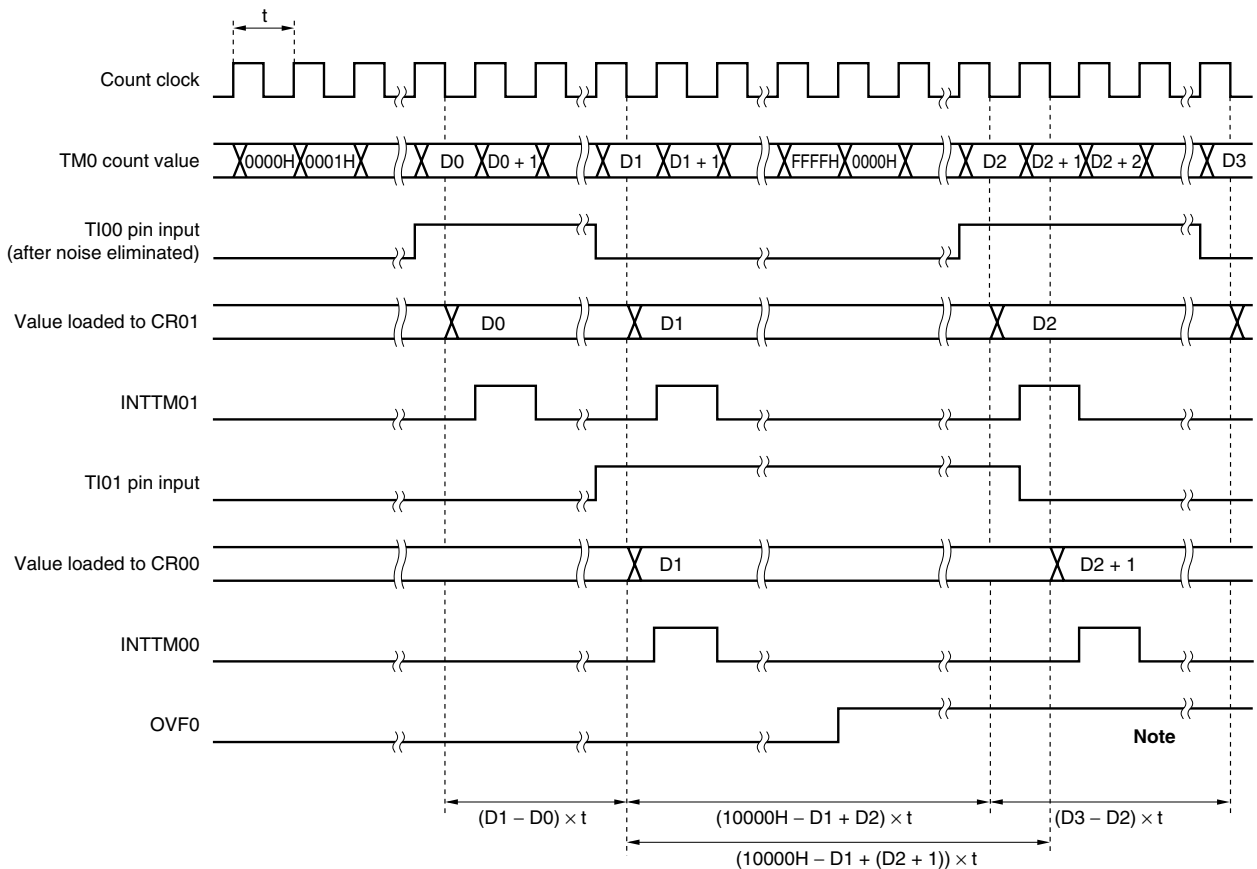 t
Count clock
TM0 count value
0000H 0001H D0 D0 + 1 D1 D1 + 1 FFFFH 0000H D2 D2 + 1 D2 + 2 D3
TI00 pin input
(after noise eliminated)
Value loaded to CR01
D0 D1 D2
INTTM01
TI01 pin input
Value loaded to CR00
D1 D2 + 1
INTTM00
OVF0
Note
(D1 – D0) × t (10000H – D1 + D2) × t (D3 – D2) × t
(10000H – D1 + (D2 + 1)) × t